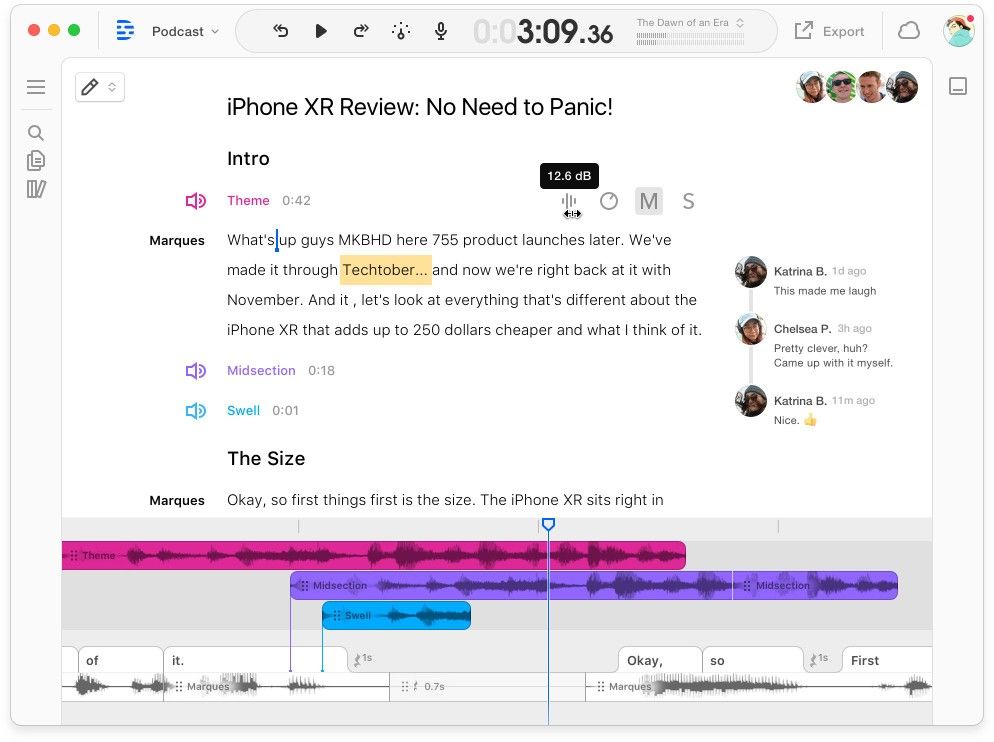 Podcast
0:03:09.36
The Dawn of an Era
Export
iPhone XR Review: No Need to Panic!
Intro
12.6 dB
Theme 0:42
M S
Marques What's up guys MKBHD here 755 product launches later. We've
made it through Techtober... and now we're right back at it with
November. And it , let's look at everything that's different about the
iPhone XR that adds up to 250 dollars cheaper and what I think of it.
Katrina B. 1d ago
This made me laugh
Chelsea P. 3h ago
Pretty clever, huh?
Came up with it myself.
Katrina B. 11m ago
Nice. 👍
Midsection 0:18
Swell 0:01
The Size
Marques Okay, so first things first is the size. The iPhone XR sits right in
Theme
Midsection Midsection
Swell
of it. 1s Okay, so 1s First
Marques 0.7s Marques